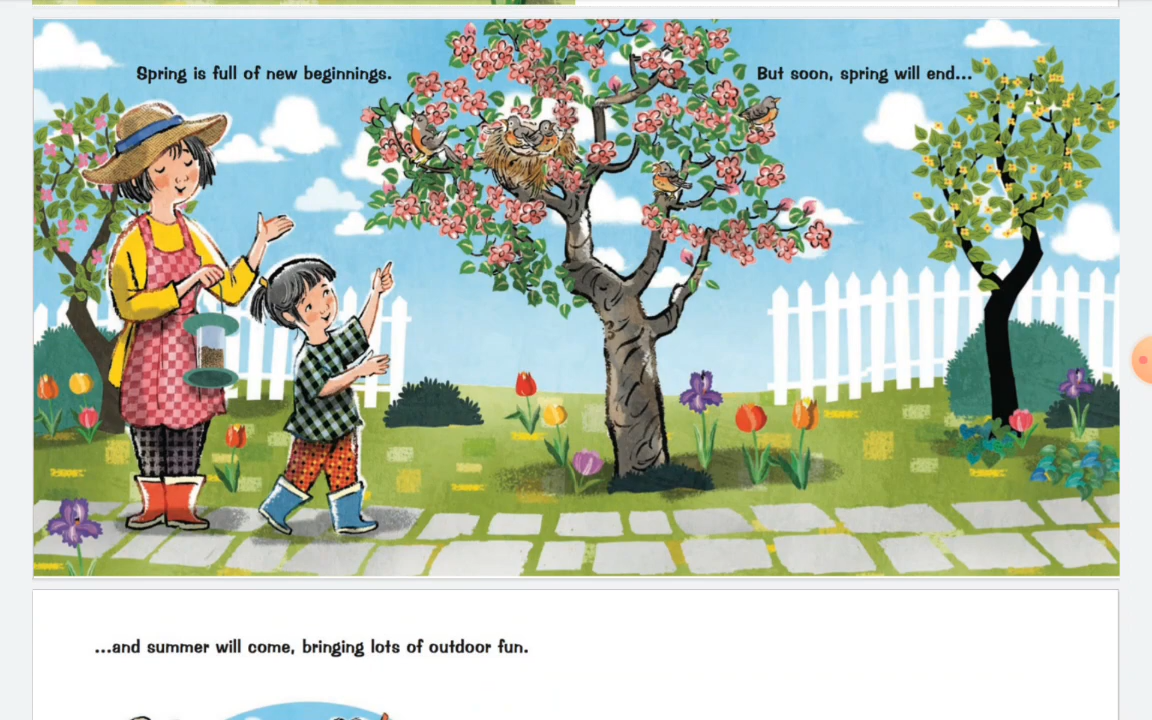 Spring is full of new beginnings.
But soon, spring will end...
...and summer will come, bringing lots of outdoor fun.